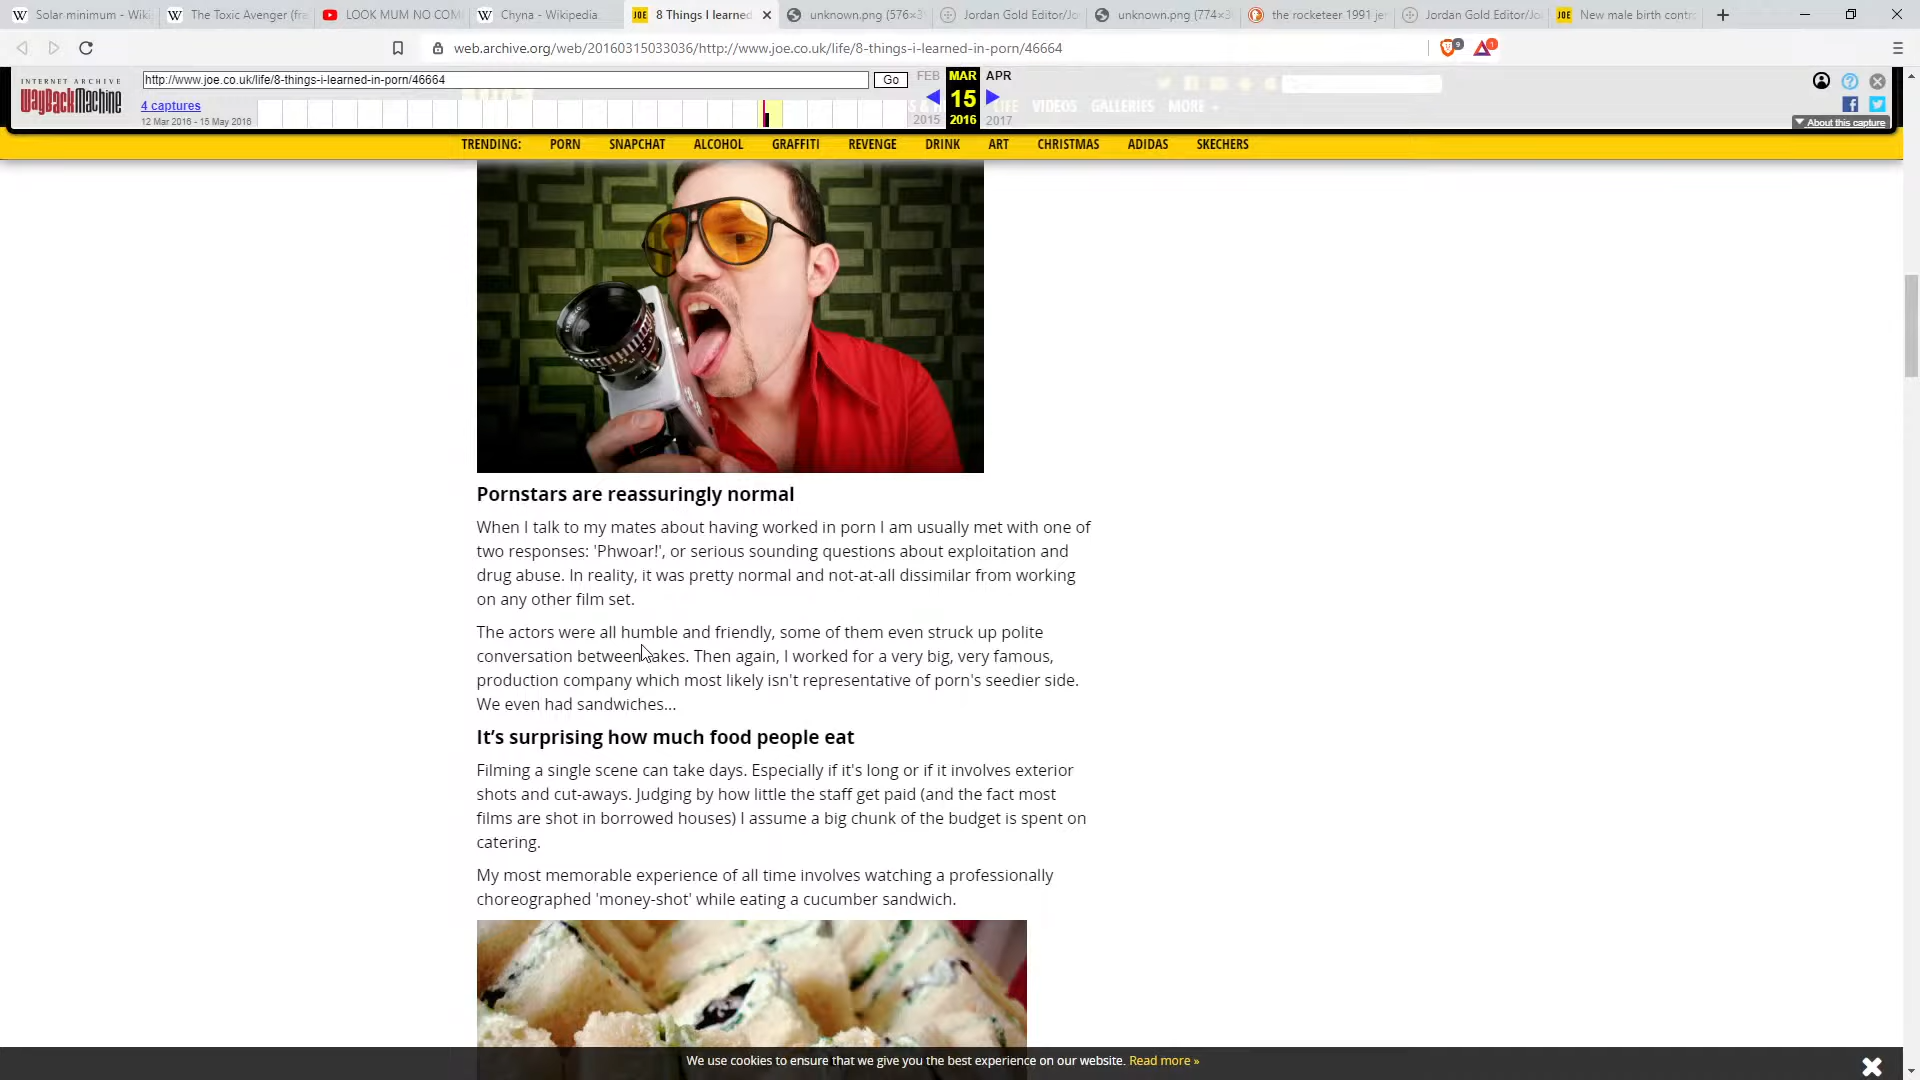 Solar minimum - Wiki
The Toxic Avenger (fra
LOOK MUM NO COM
Chyna - Wikipedia
JOE
8 Things I learned
unknown.png (576×3
Jordan Gold Editor/Jo
unknown.png (774×3
the rocketeer 1991 je
Jordan Gold Editor/Jo
JOE
New male birth contr
web.archive.org/web/20160315033036/http://www.joe.co.uk/life/8-things-i-learned-in-porn/46664
9
1
INTERNET ARCHIVE
WayBackMachine
http://www.joe.co.uk/life/8-things-i-learned-in-porn/46664
Go
FEB MAR APR
4 captures
15
12 Mar 2016 - 15 May 2016
2015 2016 2017
LIFE VIDEOS GALLERIES MORE
About this capture
TRENDING: PORN SNAPCHAT ALCOHOL GRAFFITI REVENGE DRINK ART CHRISTMAS ADIDAS SKECHERS
Pornstars are reassuringly normal
When I talk to my mates about having worked in porn I am usually met with one of
two responses: 'Phwoar!', or serious sounding questions about exploitation and
drug abuse. In reality, it was pretty normal and not-at-all dissimilar from working
on any other film set.
The actors were all humble and friendly, some of them even struck up polite
conversation between takes. Then again, I worked for a very big, very famous,
production company which most likely isn't representative of porn's seedier side.
We even had sandwiches...
It’s surprising how much food people eat
Filming a single scene can take days. Especially if it's long or if it involves exterior
shots and cut-aways. Judging by how little the staff get paid (and the fact most
films are shot in borrowed houses) I assume a big chunk of the budget is spent on
catering.
My most memorable experience of all time involves watching a professionally
choreographed 'money-shot' while eating a cucumber sandwich.
We use cookies to ensure that we give you the best experience on our website. Read more »